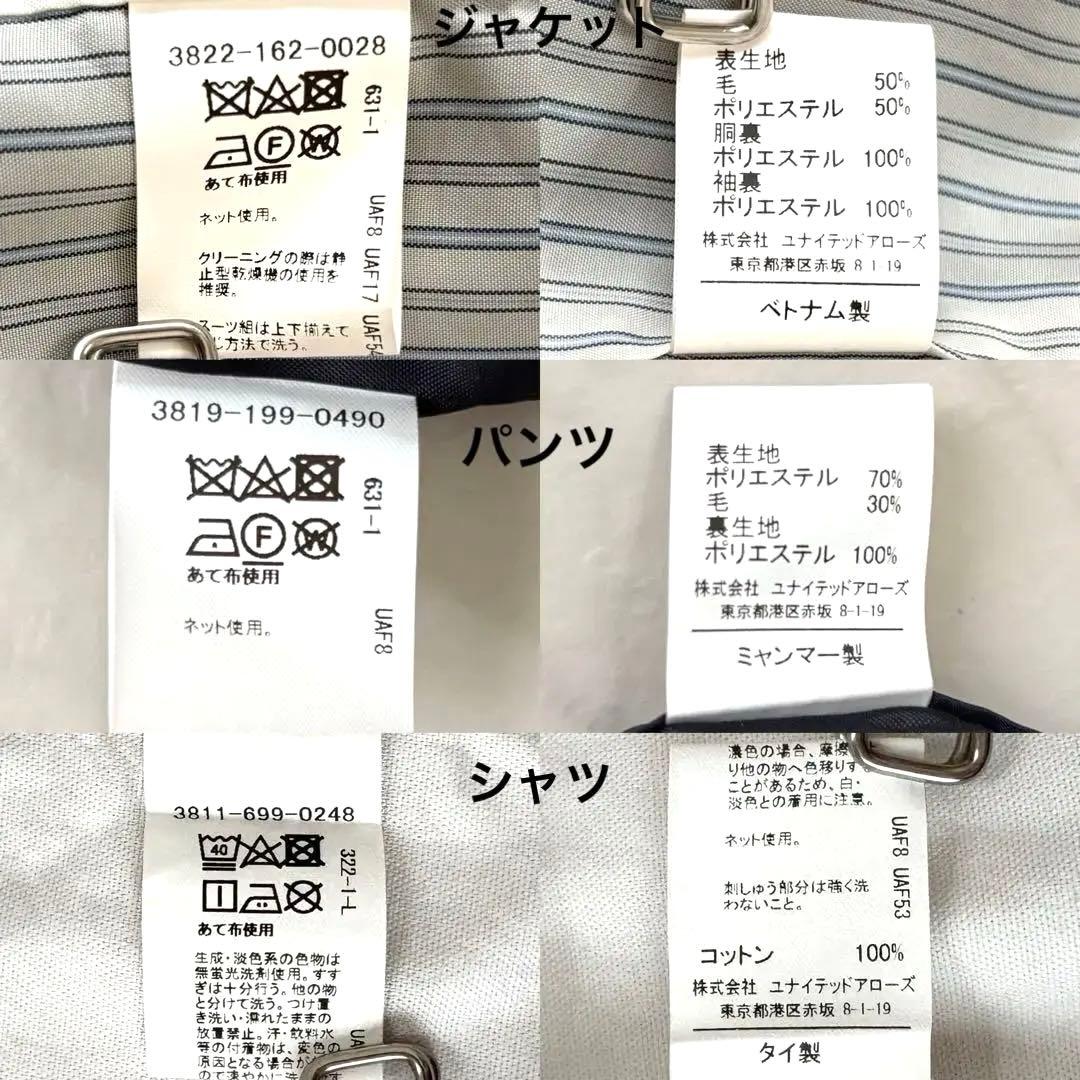 ジャケット
3822-162-0028
631-1
あて布使用
ネット使用。
クリーニングの際は静
止型乾燥機の使用を
推奨。
スーツ組は上下揃えて
じ方法で洗う。
UAF8 UAF17 UAF54
表生地
毛 50%
ポリエステル 50%
胴裏
ポリエステル 100%
袖裏
ポリエステル 100%
株式会社 ユナイテッドアローズ
東京都港区赤坂 8-1-19
ベトナム製
パンツ
3819-199-0490
631-1
F
W
あて布使用
ネット使用。
UAF8
表生地
ポリエステル 70%
毛 30%
裏生地
ポリエステル 100%
株式会社 ユナイテッドアローズ
東京都港区赤坂 8-1-19
ミャンマー製
シャツ
3811-699-0248
40
322-1-L
あて布使用
生成・淡色系の色物は
無蛍光洗剤使用。すす
ぎは十分行う。他の物
と分けて洗う。つけ置
き洗い・濡れたままの
放置禁止。汗・飲料水
等の付着物は、変色の
原因となる場合が
ので速やかに洗
濃色の場合、摩擦
り他の物へ色移りす
ことがあるため、白・
淡色との着用に注意。
ネット使用。
刺しゅう部分は強く洗
わないこと。
UAF8 UAF53
コットン 100%
株式会社 ユナイテッドアローズ
東京都港区赤坂 8-1-19
タイ製